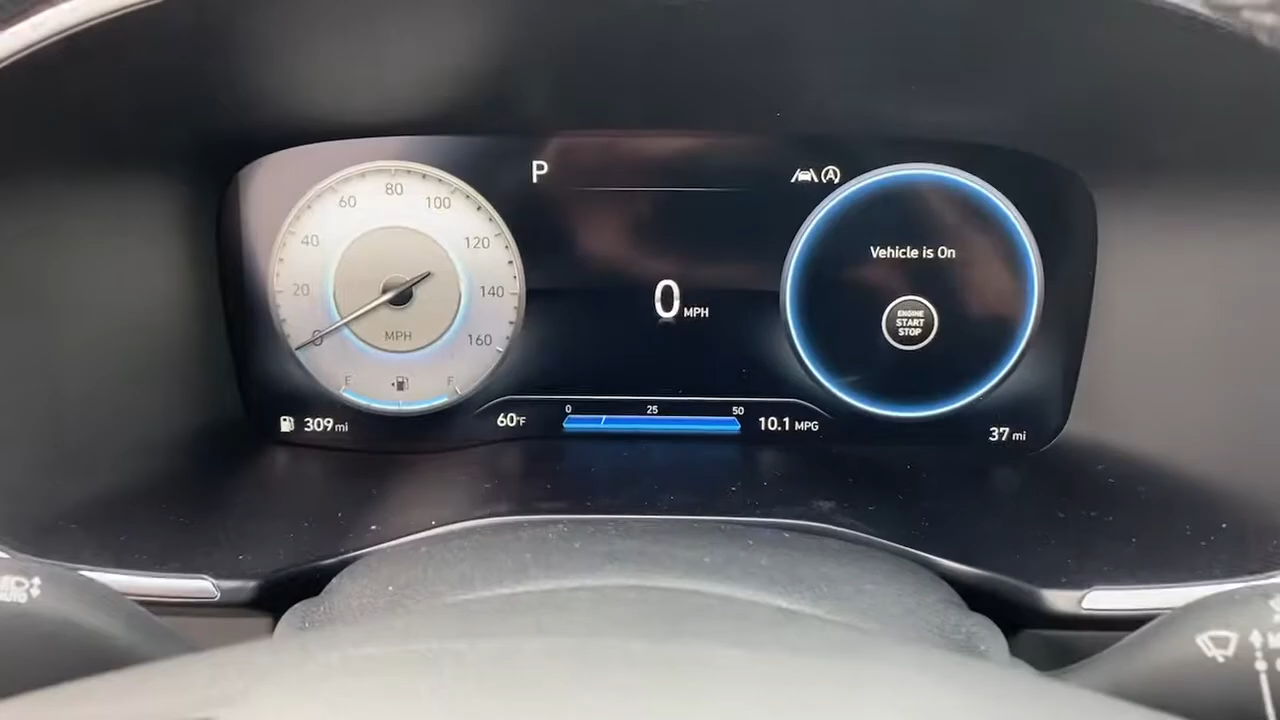 P
80
60 100
40 120
20 140
0 160
MPH
F F
309 mi
0 MPH
60°F
0 25 50
10.1 MPG
Vehicle is On
ENGINE
START
STOP
37 mi
AUTO